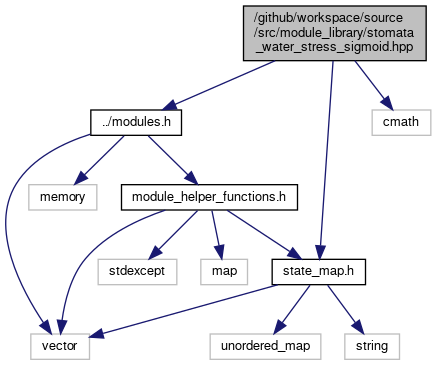 /github/workspace/source
/src/module_library/stomata
_water_stress_sigmoid.hpp
../modules.h
cmath
memory
module_helper_functions.h
stdexcept
map
state_map.h
vector
unordered_map
string